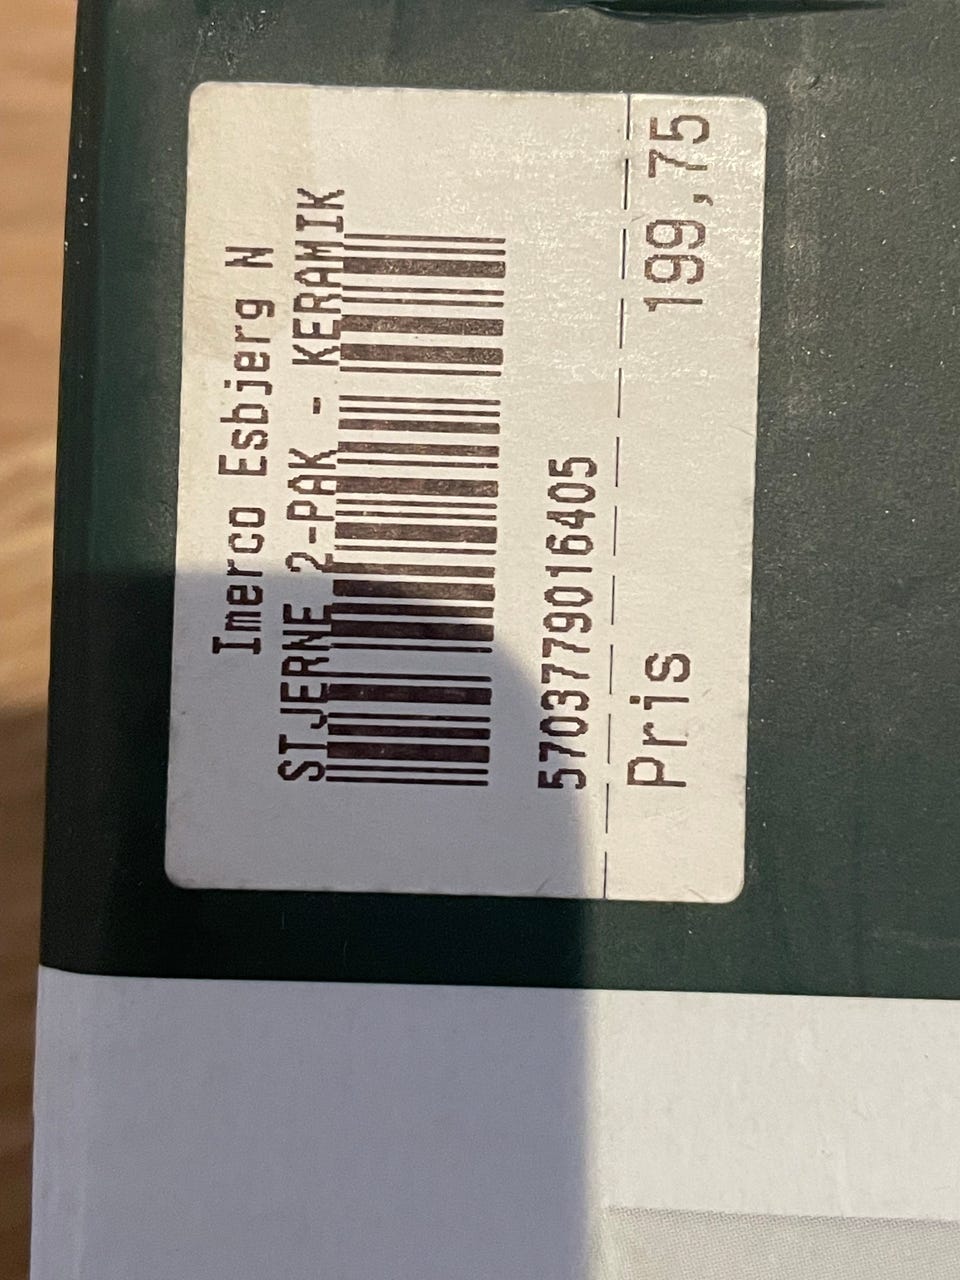 Imerco Esbjerg N
STJERNE 2-PAK - KERAMIK
5703779016405
Pris 199,75